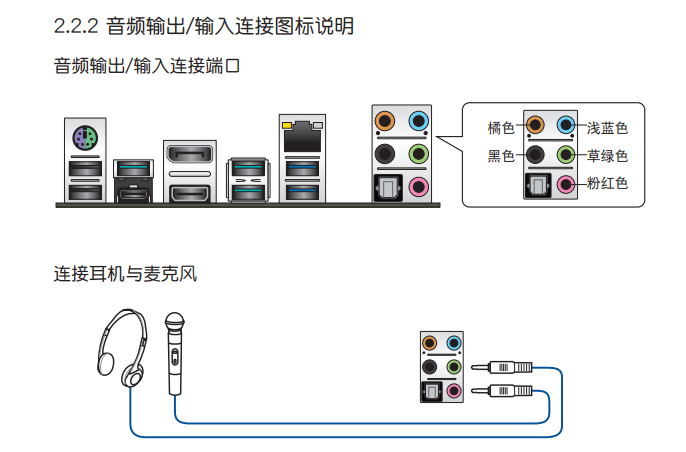 2.2.2 音频输出/输入连接图标说明
音频输出/输入连接端口
橘色
浅蓝色
黑色
草绿色
粉红色
连接耳机与麦克风